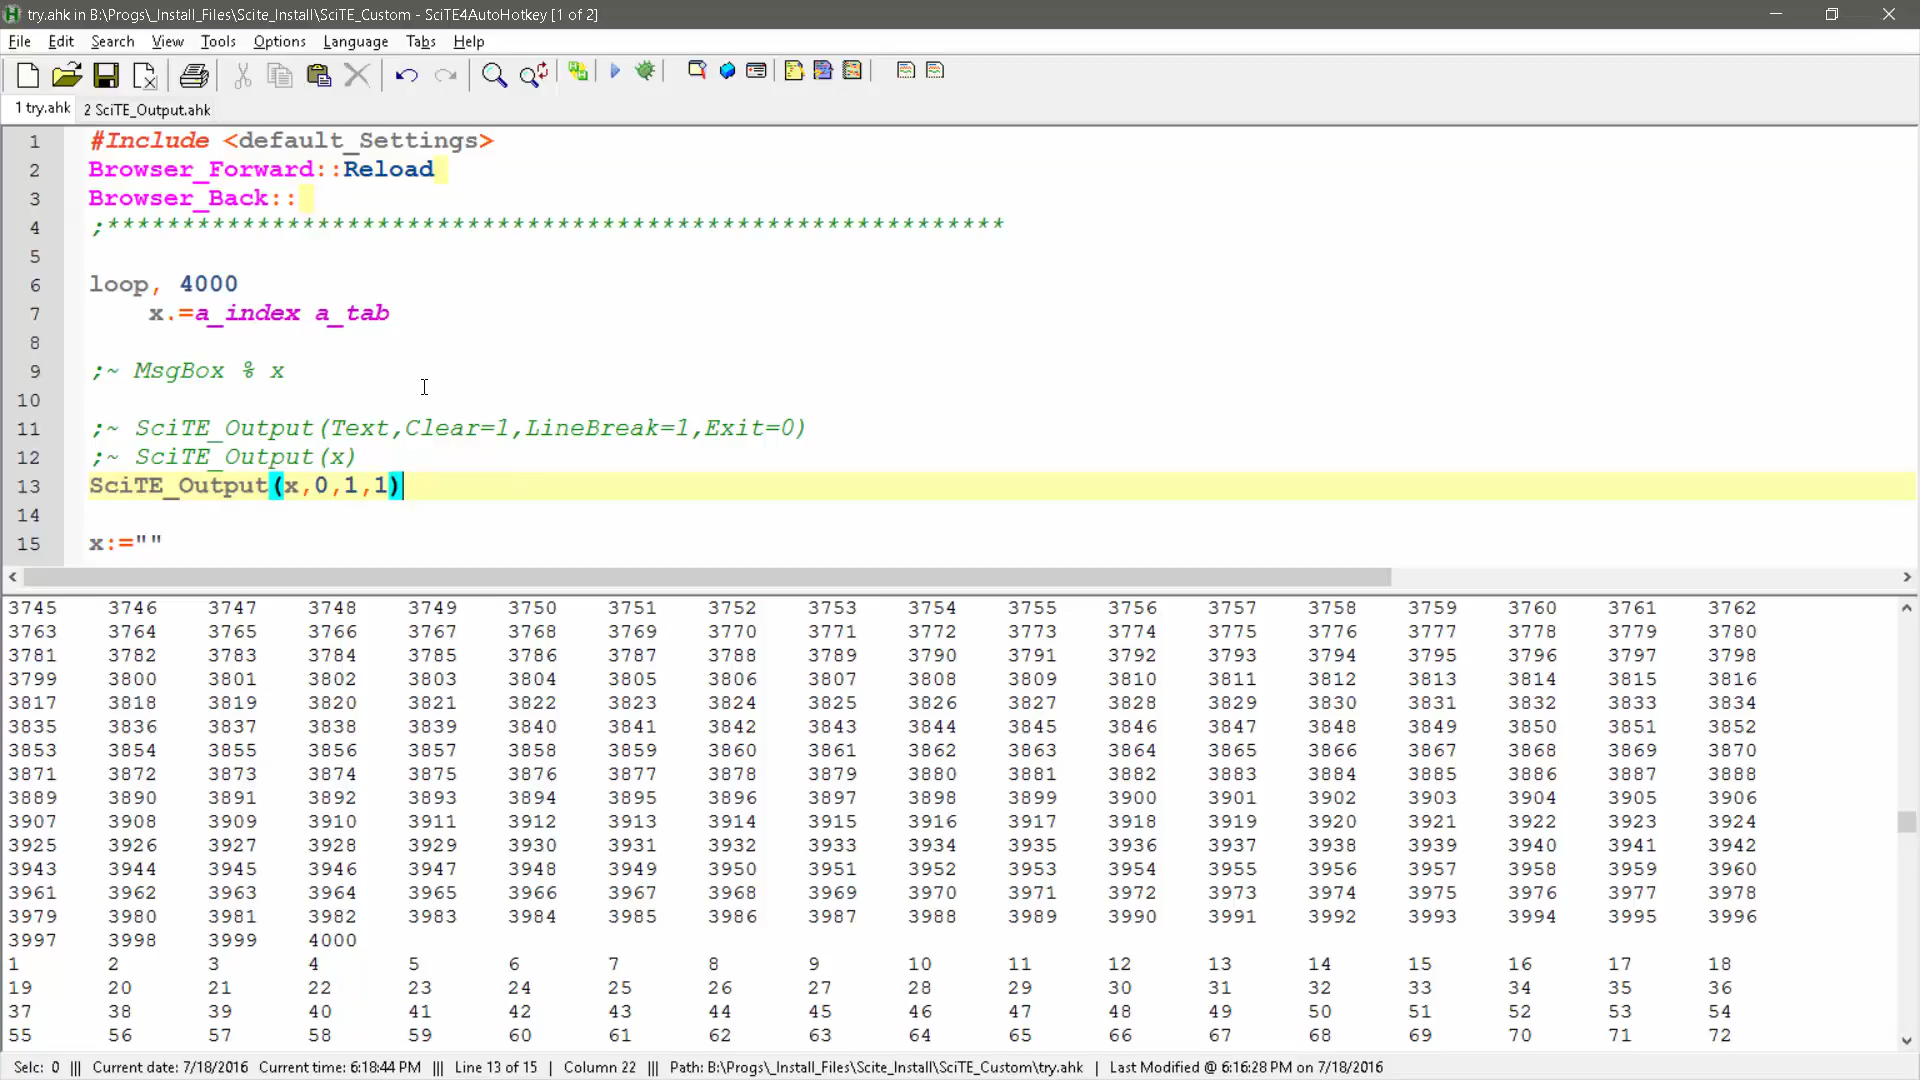 try.ahk in B:\Progs\_Install_Files\Scite_Install\SciTE_Custom - SciTE4AutoHotkey [1 of 2]
File Edit Search View Tools Options Language Tabs Help
1 try.ahk 2 SciTE_Output.ahk
1 #Include <default_Settings>
2 Browser_Forward::Reload
3 Browser_Back::
4 ;************************************************************
5
6 loop, 4000
7 x.=a_index a_tab
8
9 ;~ MsgBox % x
10
11 ;~ SciTE_Output(Text,Clear=1,LineBreak=1,Exit=0)
12 ;~ SciTE_Output(x)
13 SciTE_Output(x,0,1,1)
14
15 x:=""
3745 3746 3747 3748 3749 3750 3751 3752 3753 3754 3755 3756 3757 3758 3759 3760 3761 3762
3763 3764 3765 3766 3767 3768 3769 3770 3771 3772 3773 3774 3775 3776 3777 3778 3779 3780
3781 3782 3783 3784 3785 3786 3787 3788 3789 3790 3791 3792 3793 3794 3795 3796 3797 3798
3799 3800 3801 3802 3803 3804 3805 3806 3807 3808 3809 3810 3811 3812 3813 3814 3815 3816
3817 3818 3819 3820 3821 3822 3823 3824 3825 3826 3827 3828 3829 3830 3831 3832 3833 3834
3835 3836 3837 3838 3839 3840 3841 3842 3843 3844 3845 3846 3847 3848 3849 3850 3851 3852
3853 3854 3855 3856 3857 3858 3859 3860 3861 3862 3863 3864 3865 3866 3867 3868 3869 3870
3871 3872 3873 3874 3875 3876 3877 3878 3879 3880 3881 3882 3883 3884 3885 3886 3887 3888
3889 3890 3891 3892 3893 3894 3895 3896 3897 3898 3899 3900 3901 3902 3903 3904 3905 3906
3907 3908 3909 3910 3911 3912 3913 3914 3915 3916 3917 3918 3919 3920 3921 3922 3923 3924
3925 3926 3927 3928 3929 3930 3931 3932 3933 3934 3935 3936 3937 3938 3939 3940 3941 3942
3943 3944 3945 3946 3947 3948 3949 3950 3951 3952 3953 3954 3955 3956 3957 3958 3959 3960
3961 3962 3963 3964 3965 3966 3967 3968 3969 3970 3971 3972 3973 3974 3975 3976 3977 3978
3979 3980 3981 3982 3983 3984 3985 3986 3987 3988 3989 3990 3991 3992 3993 3994 3995 3996
3997 3998 3999 4000
1 2 3 4 5 6 7 8 9 10 11 12 13 14 15 16 17 18
19 20 21 22 23 24 25 26 27 28 29 30 31 32 33 34 35 36
37 38 39 40 41 42 43 44 45 46 47 48 49 50 51 52 53 54
55 56 57 58 59 60 61 62 63 64 65 66 67 68 69 70 71 72
Selc: 0 ||| Current date: 7/18/2016 Current time: 6:18:44 PM ||| Line 13 of 15 | Column 22 ||| Path: B:\Progs\_Install_Files\Scite_Install\SciTE_Custom\try.ahk | Last Modified @ 6:16:28 PM on 7/18/2016